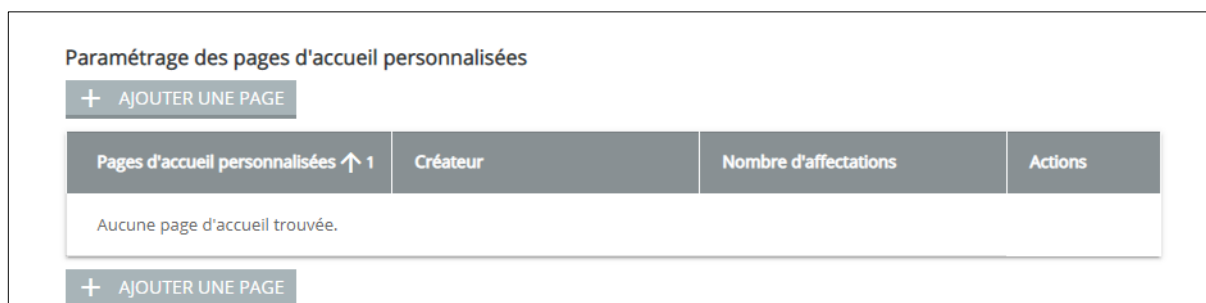 Paramétrage des pages d'accueil personnalisées
+ AJOUTER UNE PAGE
Pages d'accueil personnalisées ↑ 1 Créateur Nombre d'affectations Actions
Aucune page d'accueil trouvée.
+ AJOUTER UNE PAGE